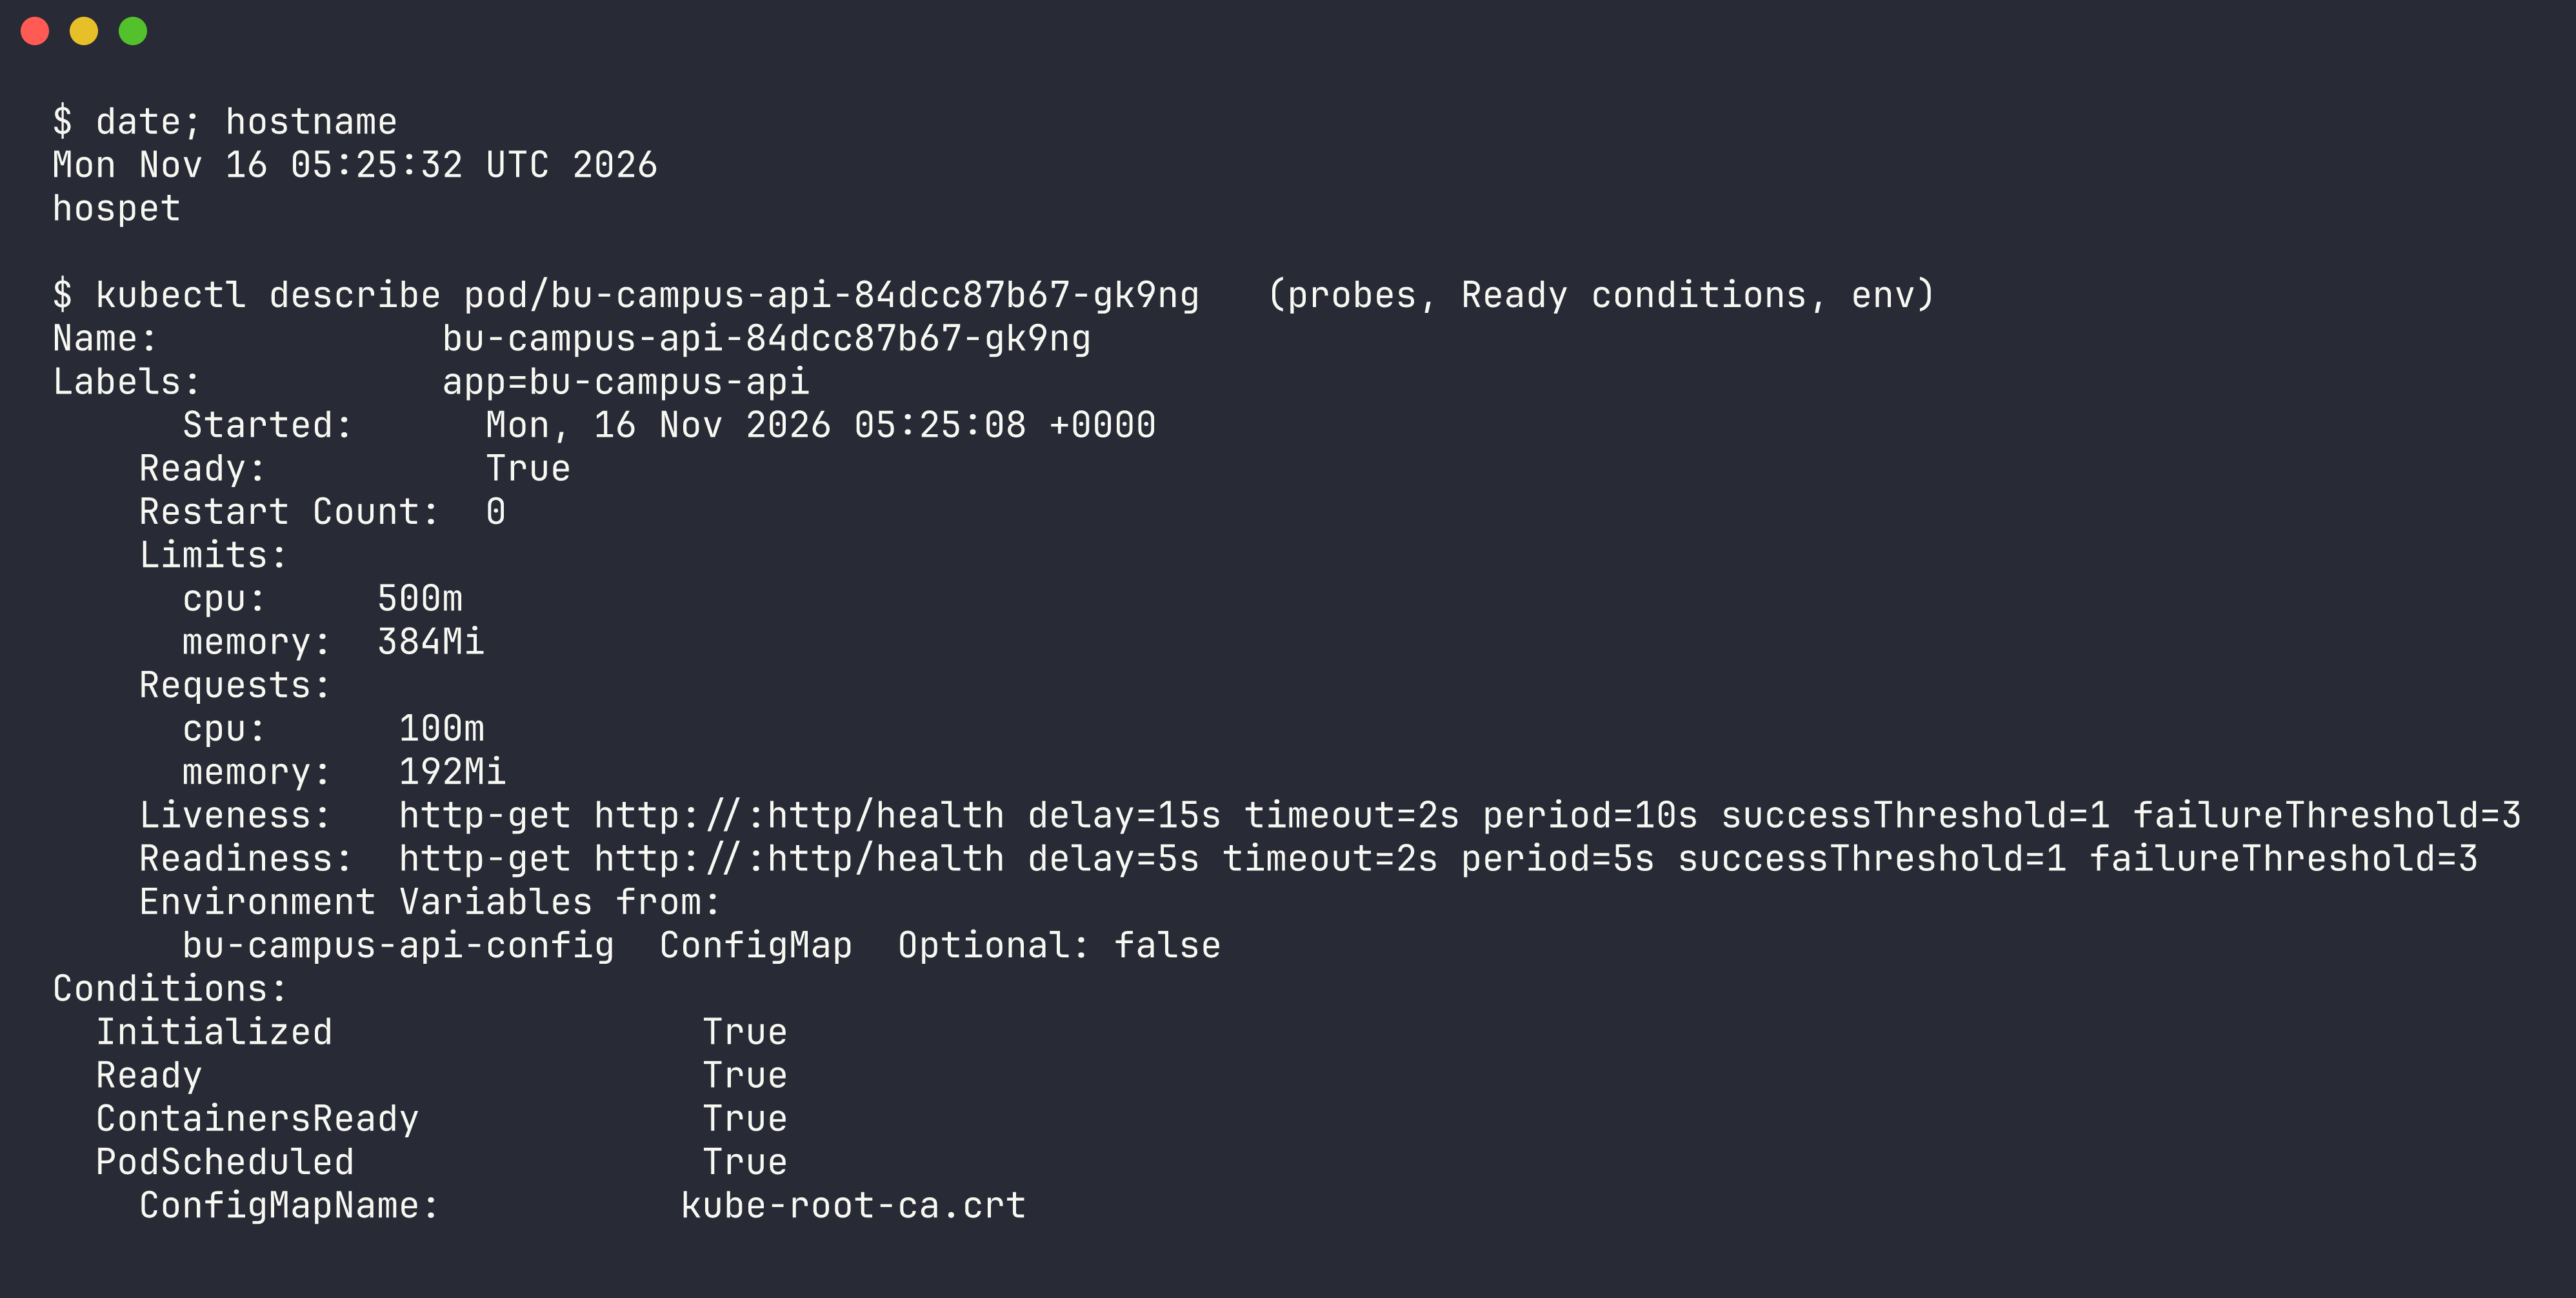 $ date; hostname
Mon Nov 16 05:25:32 UTC 2026
hospet

$ kubectl describe pod/bu-campus-api-84dcc87b67-gk9ng   (probes, Ready conditions, env)
Name:             bu-campus-api-84dcc87b67-gk9ng
Labels:           app=bu-campus-api
      Started:      Mon, 16 Nov 2026 05:25:08 +0000
    Ready:          True
    Restart Count:  0
    Limits:
      cpu:     500m
      memory:  384Mi
    Requests:
      cpu:      100m
      memory:   192Mi
    Liveness:   http-get http://:http/health delay=15s timeout=2s period=10s successThreshold=1 failureThreshold=3
    Readiness:  http-get http://:http/health delay=5s timeout=2s period=5s successThreshold=1 failureThreshold=3
    Environment Variables from:
      bu-campus-api-config  ConfigMap  Optional: false
Conditions:
  Initialized                 True
  Ready                       True
  ContainersReady             True
  PodScheduled                True
    ConfigMapName:           kube-root-ca.crt